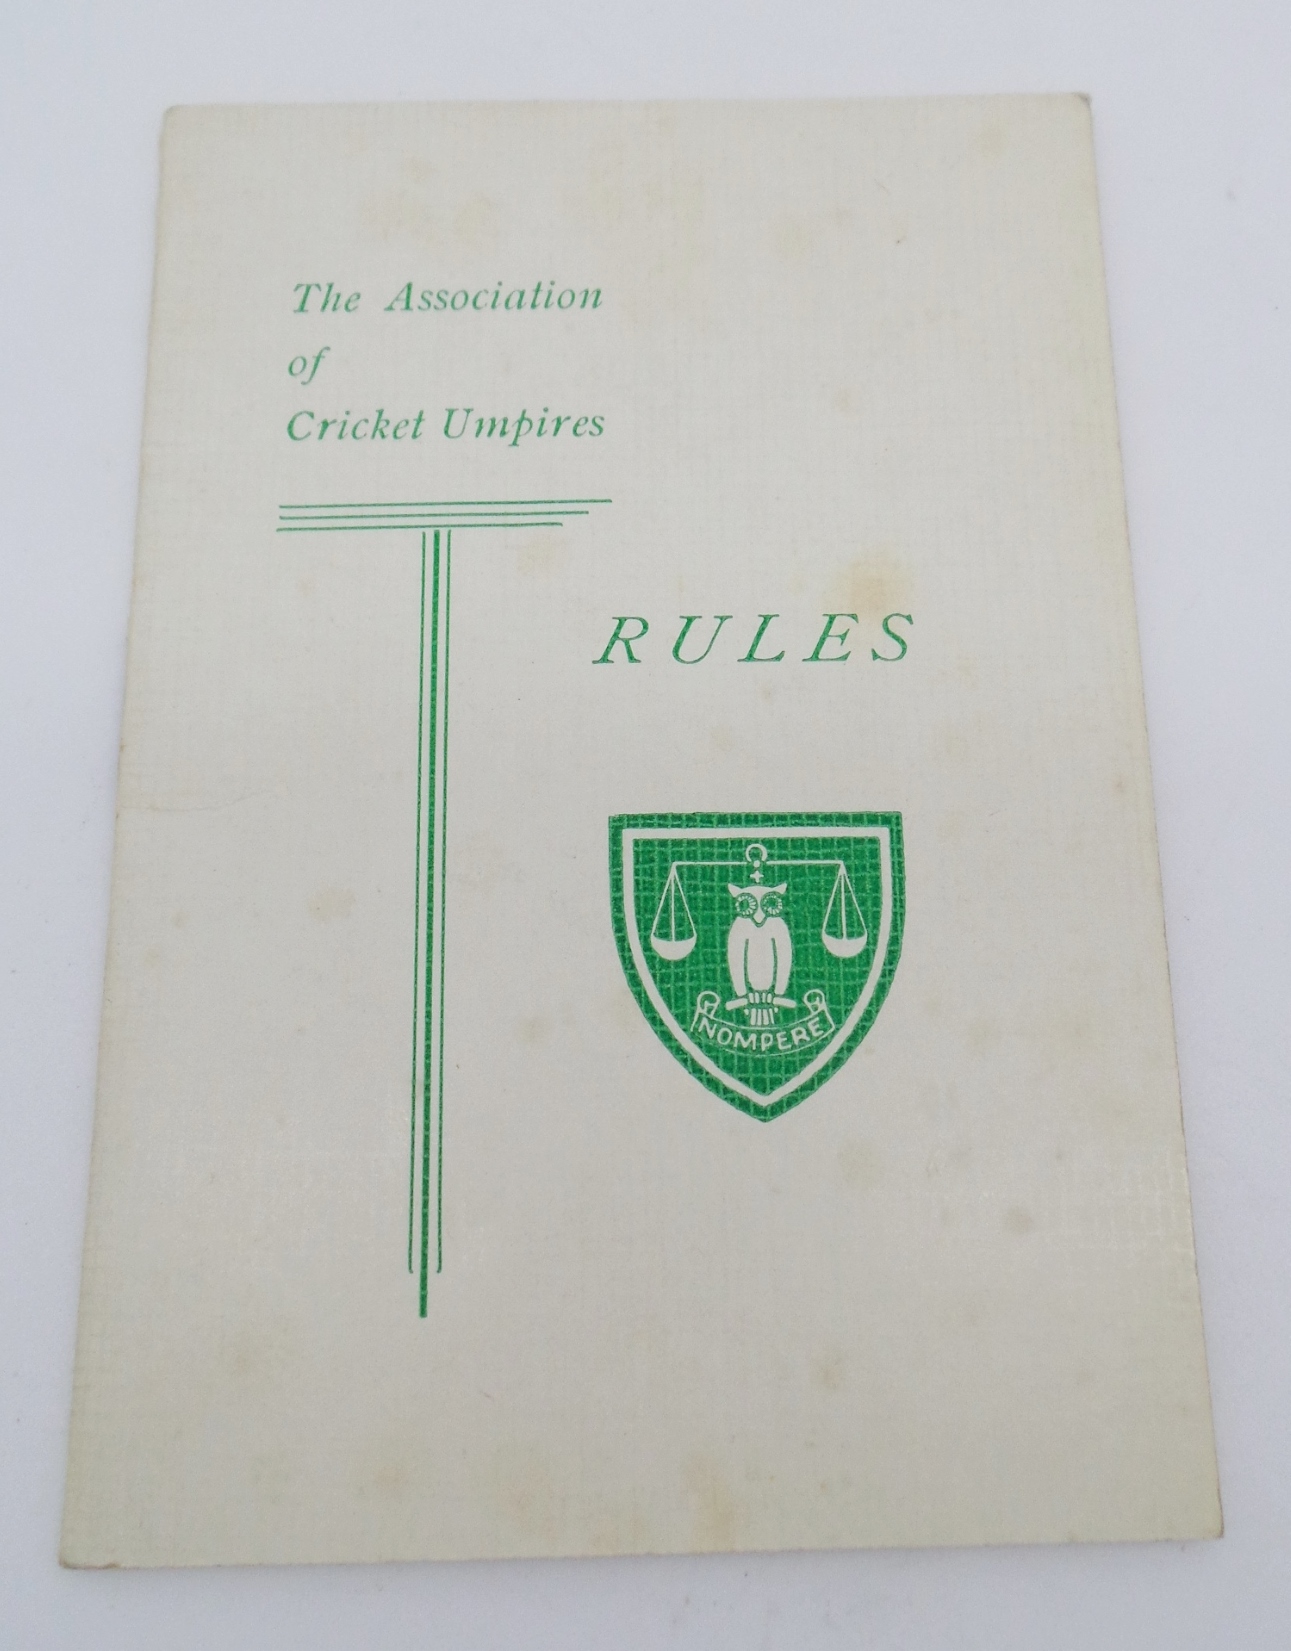 The Association
of
Cricket Umpires
RULES
NOMPERE